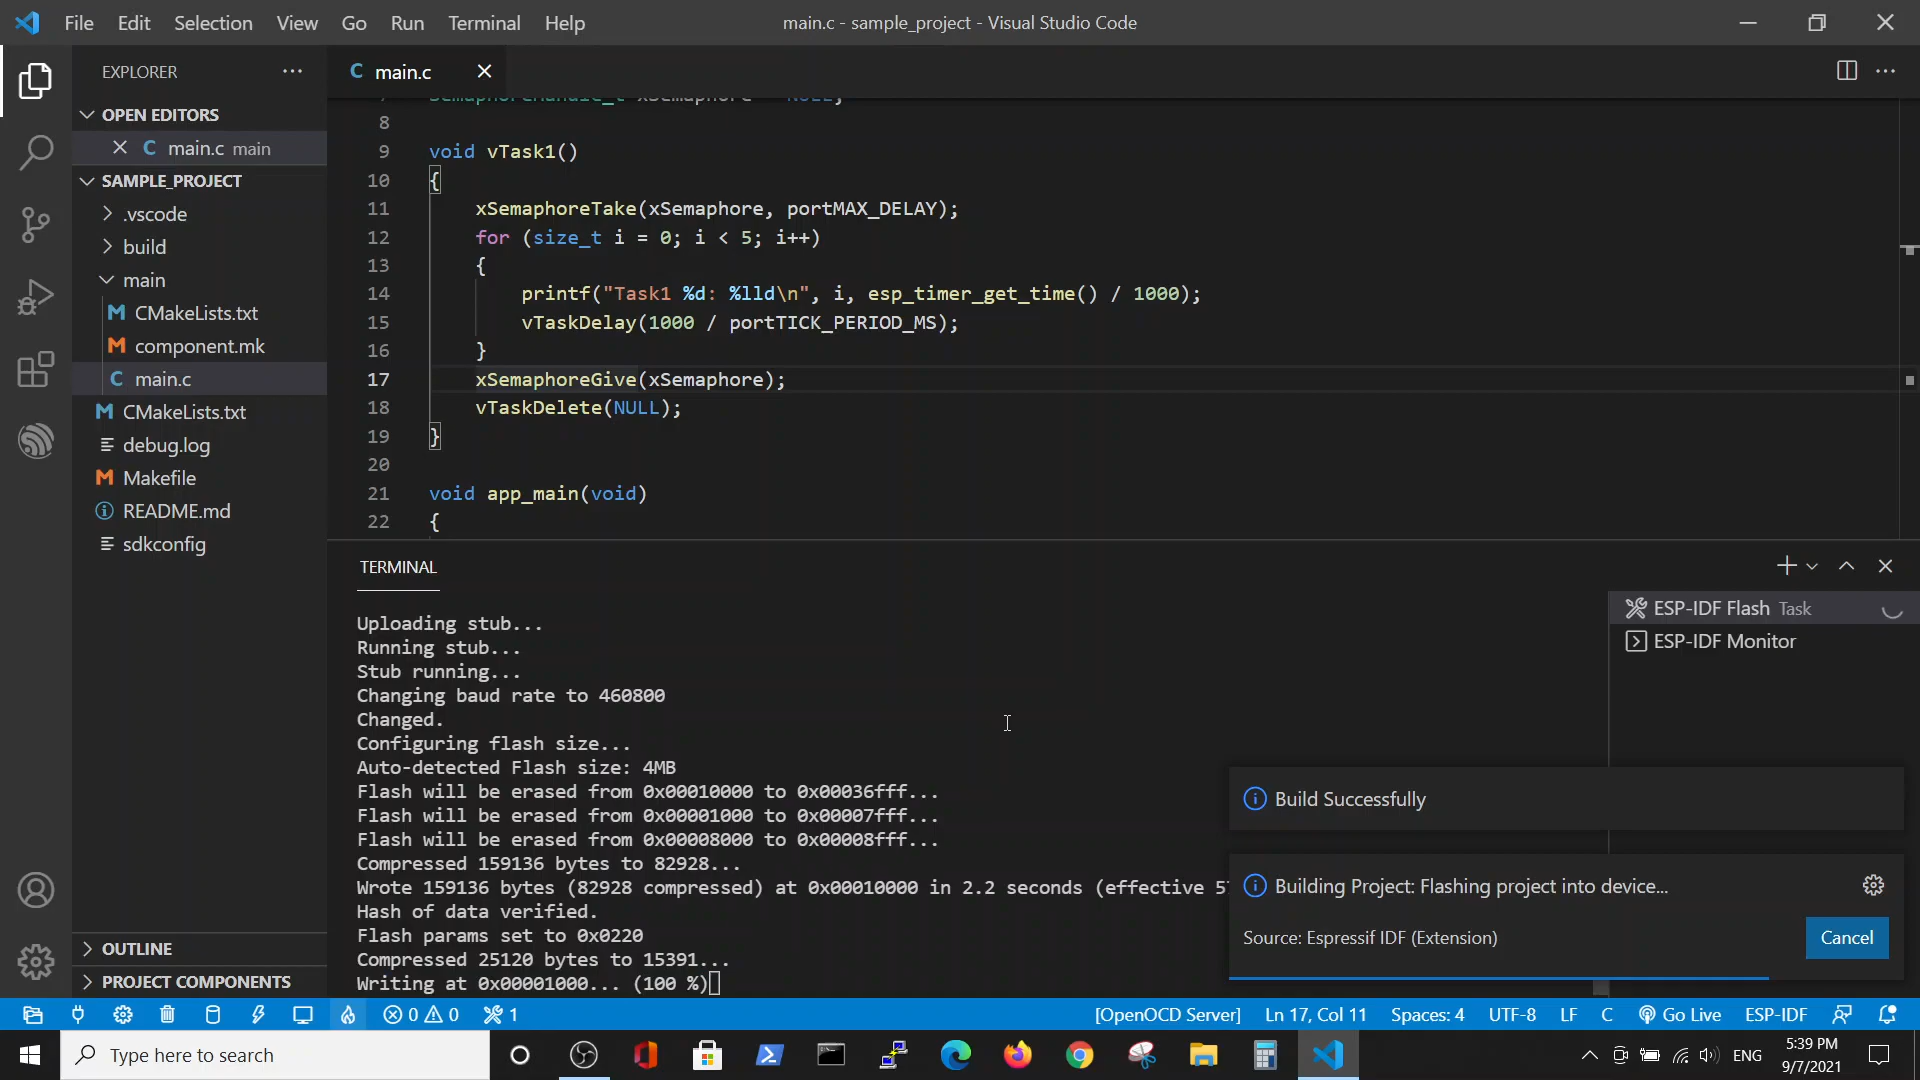 File Edit Selection View Go Run Terminal Help
main.c - sample_project - Visual Studio Code
EXPLORER
OPEN EDITORS
main.c main
SAMPLE_PROJECT
.vscode
build
main
CMakeLists.txt
component.mk
main.c
CMakeLists.txt
debug.log
Makefile
README.md
sdkconfig
OUTLINE
PROJECT COMPONENTS
main.c
SemaphoreHandle_t xSemaphore = NULL;
8
9 void vTask1()
10 {
11 xSemaphoreTake(xSemaphore, portMAX_DELAY);
12 for (size_t i = 0; i < 5; i++)
13 {
14 printf("Task1 %d: %lld\n", i, esp_timer_get_time() / 1000);
15 vTaskDelay(1000 / portTICK_PERIOD_MS);
16 }
17 xSemaphoreGive(xSemaphore);
18 vTaskDelete(NULL);
19 }
20
21 void app_main(void)
22 {
TERMINAL
Uploading stub...
Running stub...
Stub running...
Changing baud rate to 460800
Changed.
Configuring flash size...
Auto-detected Flash size: 4MB
Flash will be erased from 0x00010000 to 0x00036fff...
Flash will be erased from 0x00001000 to 0x00007fff...
Flash will be erased from 0x00008000 to 0x00008fff...
Compressed 159136 bytes to 82928...
Wrote 159136 bytes (82928 compressed) at 0x00010000 in 2.2 seconds (effective 57
Hash of data verified.
Flash params set to 0x0220
Compressed 25120 bytes to 15391...
Writing at 0x00001000... (100 %)
ESP-IDF Flash Task
ESP-IDF Monitor
Build Successfully
Building Project: Flashing project into device...
Source: Espressif IDF (Extension)
Cancel
0 0 1
[OpenOCD Server] Ln 17, Col 11 Spaces: 4 UTF-8 LF C Go Live ESP-IDF
Type here to search
ENG
5:39 PM
9/7/2021